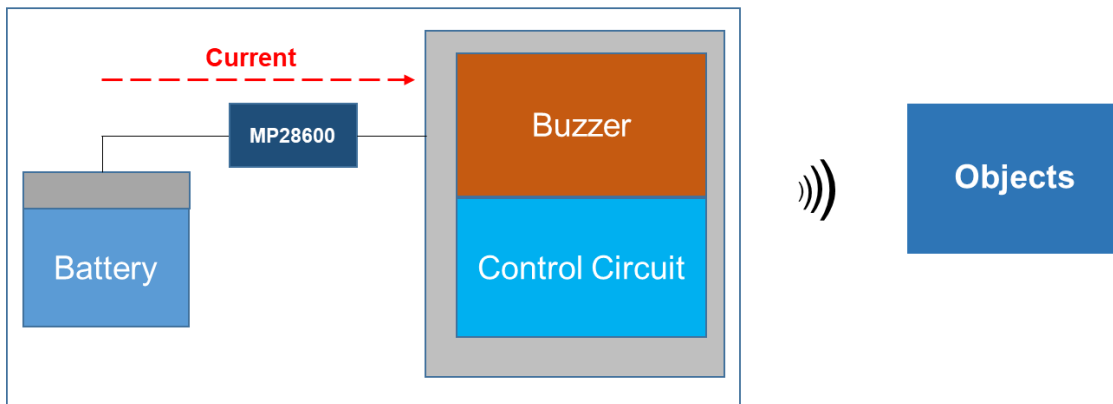 Current
MP28600
Buzzer
Objects
Battery
Control Circuit